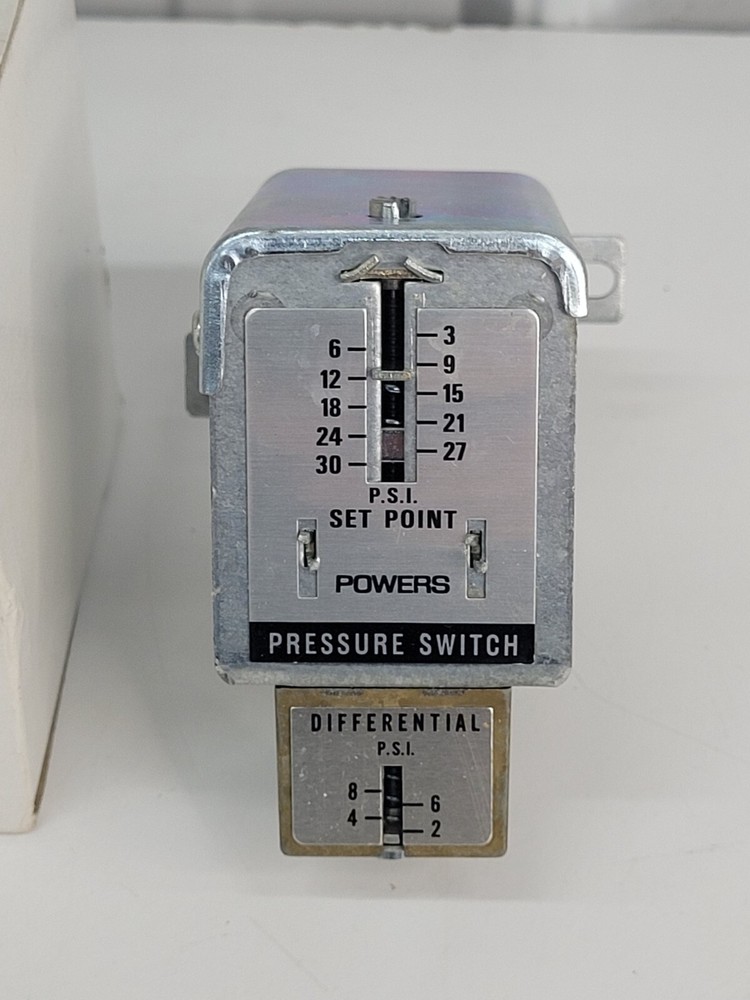 3
6
9
12
15
18
21
24
27
30
P.S.I.
SET POINT
POWERS
PRESSURE SWITCH
DIFFERENTIAL
P.S.I.
8
6
4
2